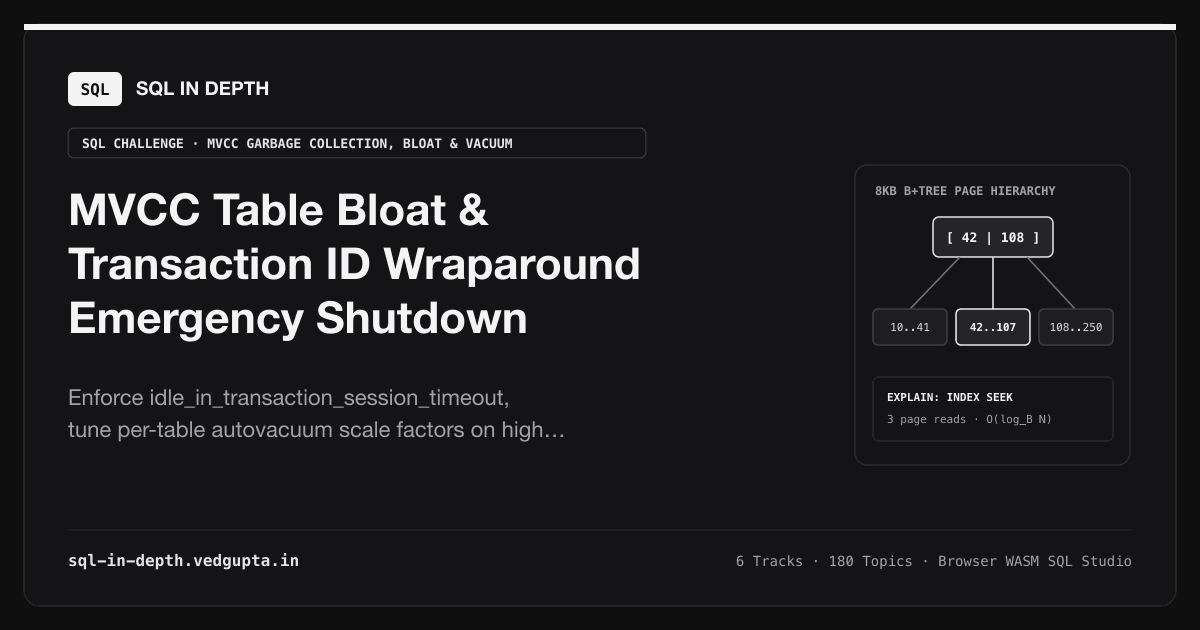 SQL
SQL IN DEPTH
SQL CHALLENGE · MVCC GARBAGE COLLECTION, BLOAT & VACUUM
MVCC Table Bloat &
Transaction ID Wraparound
Emergency Shutdown
Enforce idle_in_transaction_session_timeout,
tune per-table autovacuum scale factors on high…
8KB B+TREE PAGE HIERARCHY
[ 42 | 108 ]
10..41
42..107
108..250
EXPLAIN: INDEX SEEK
3 page reads · O(log_B N)
sql-in-depth.vedgupta.in
6 Tracks · 180 Topics · Browser WASM SQL Studio